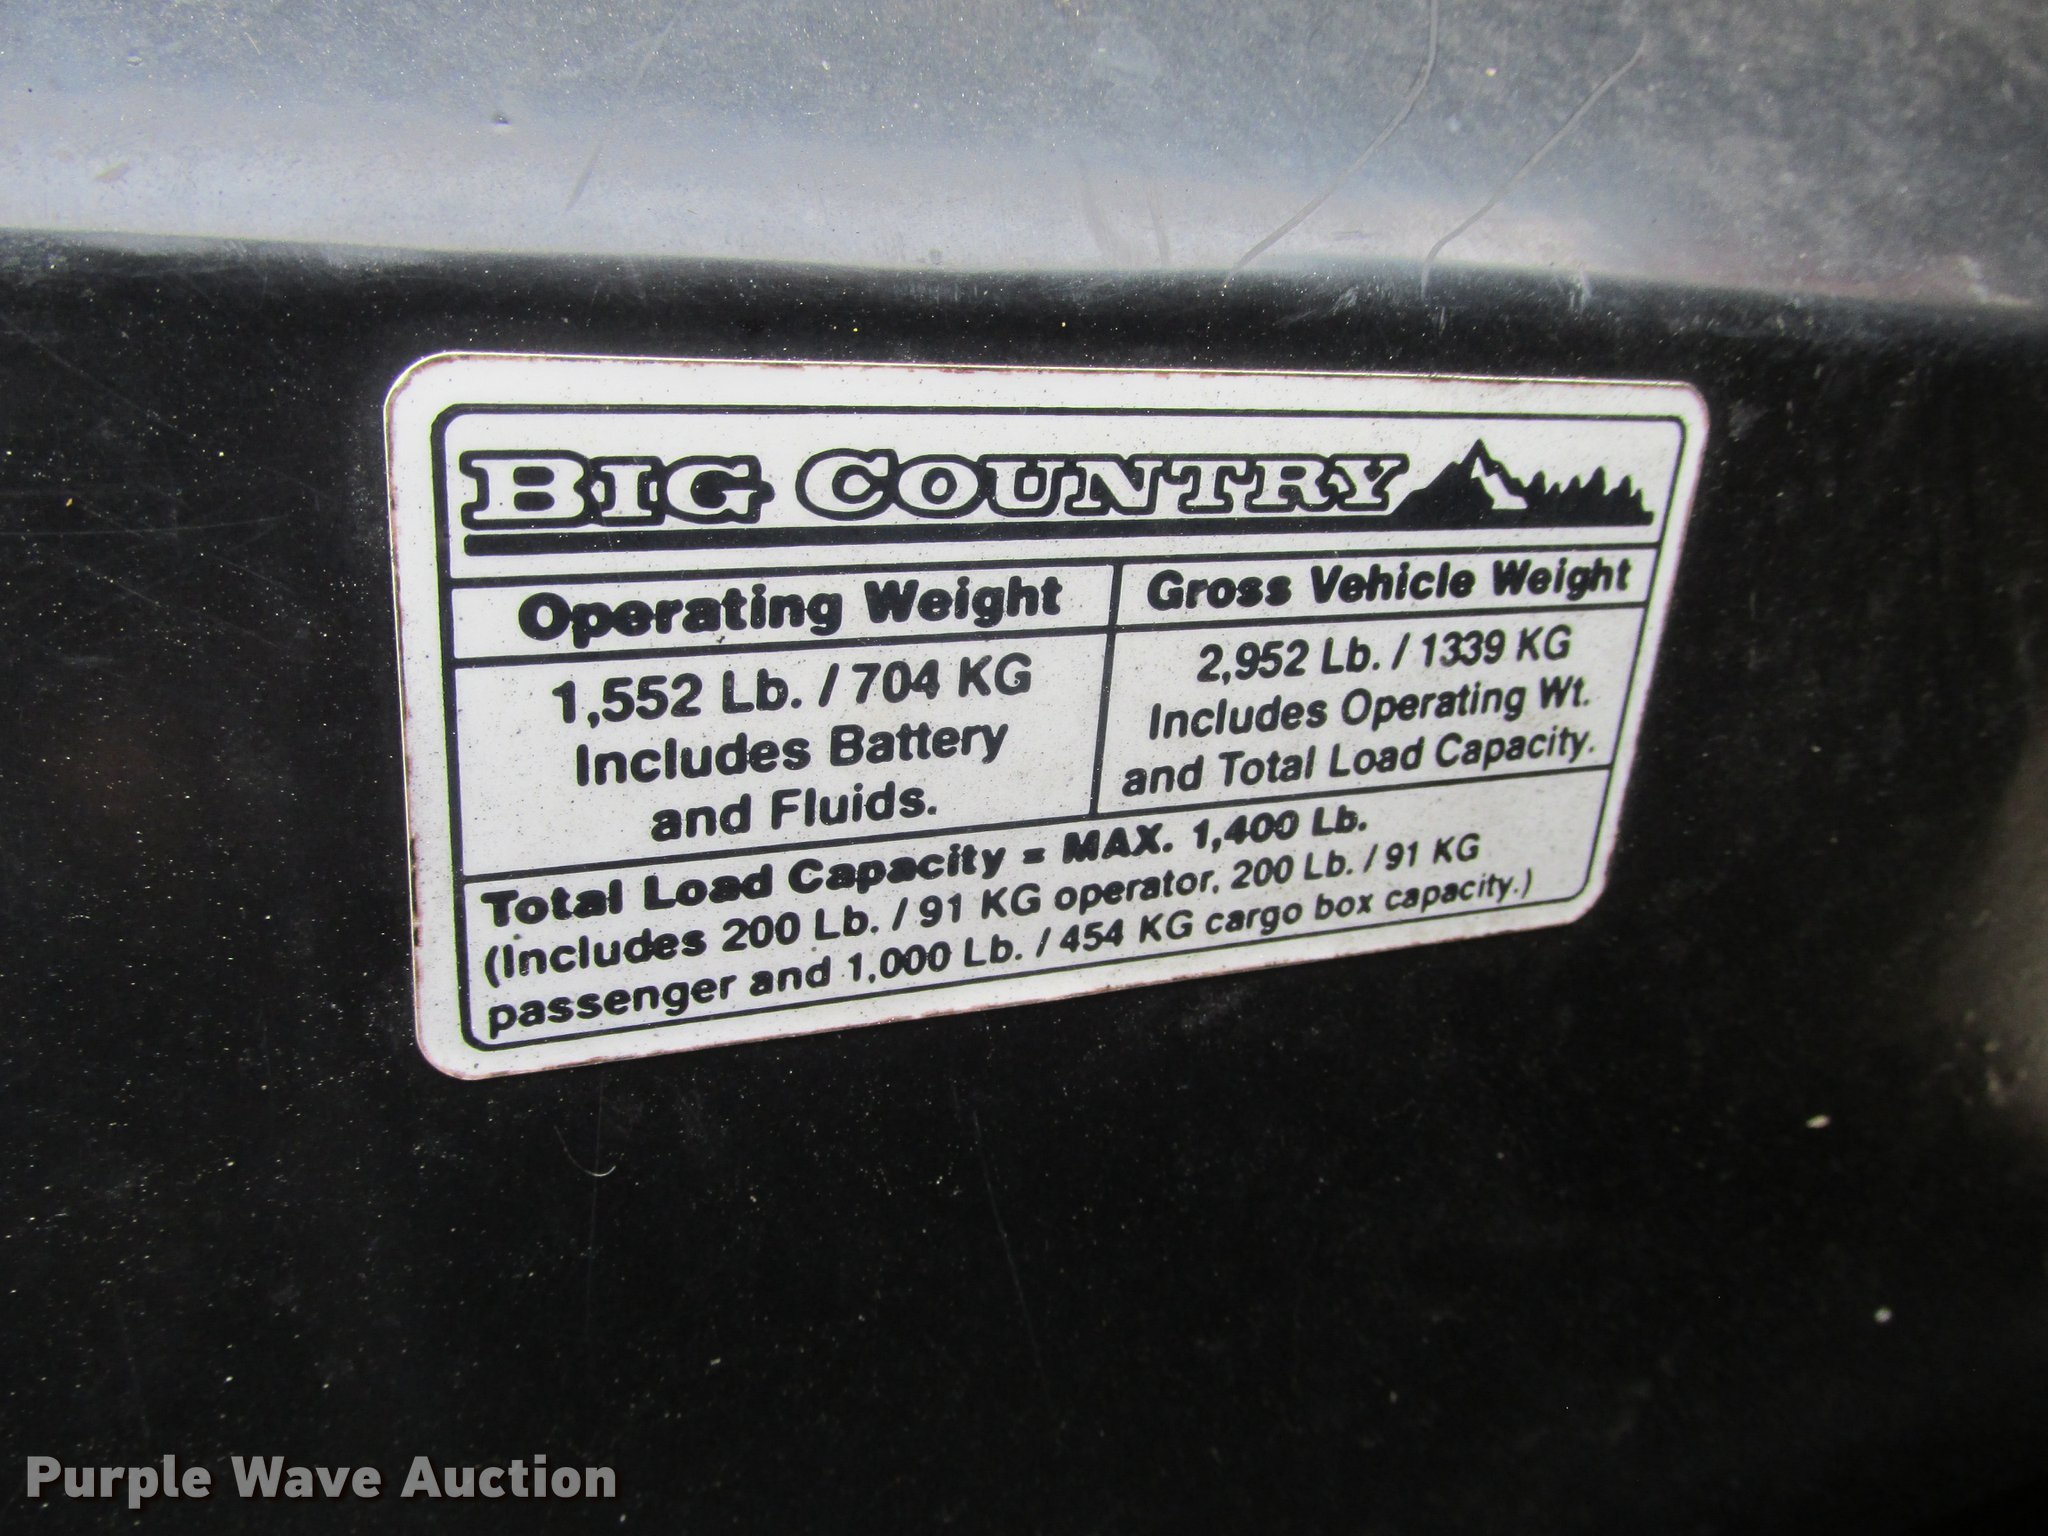 BIG COUNTRY
Operating Weight
1,552 Lb. / 704 KG
Includes Battery
and Fluids.
Gross Vehicle Weight
2,952 Lb. / 1339 KG
Includes Operating Wt.
and Total Load Capacity.
Total Load Capacity = MAX. 1,400 Lb.
(Includes 200 Lb. / 91 KG operator, 200 Lb. / 91 KG
passenger and 1,000 Lb. / 454 KG cargo box capacity.)
Purple Wave Auction